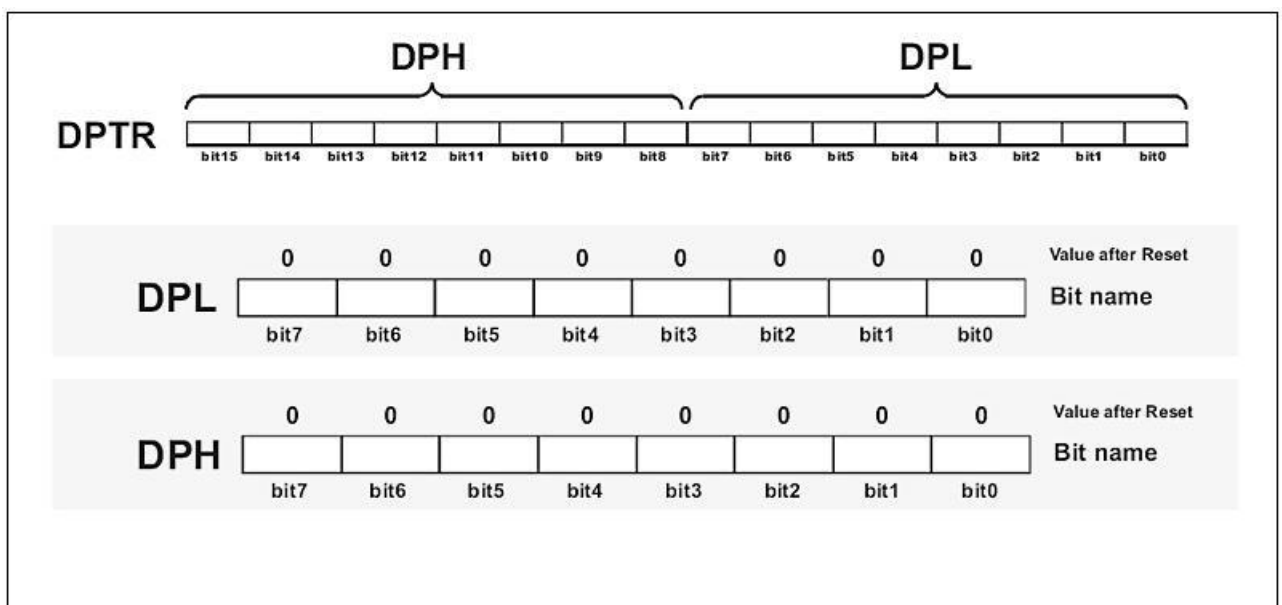 DPH DPL
DPTR
bit15 bit14 bit13 bit12 bit11 bit10 bit9 bit8 bit7 bit6 bit5 bit4 bit3 bit2 bit1 bit0
0 0 0 0 0 0 0 0 Value after Reset
DPL Bit name
bit7 bit6 bit5 bit4 bit3 bit2 bit1 bit0
0 0 0 0 0 0 0 0 Value after Reset
DPH Bit name
bit7 bit6 bit5 bit4 bit3 bit2 bit1 bit0